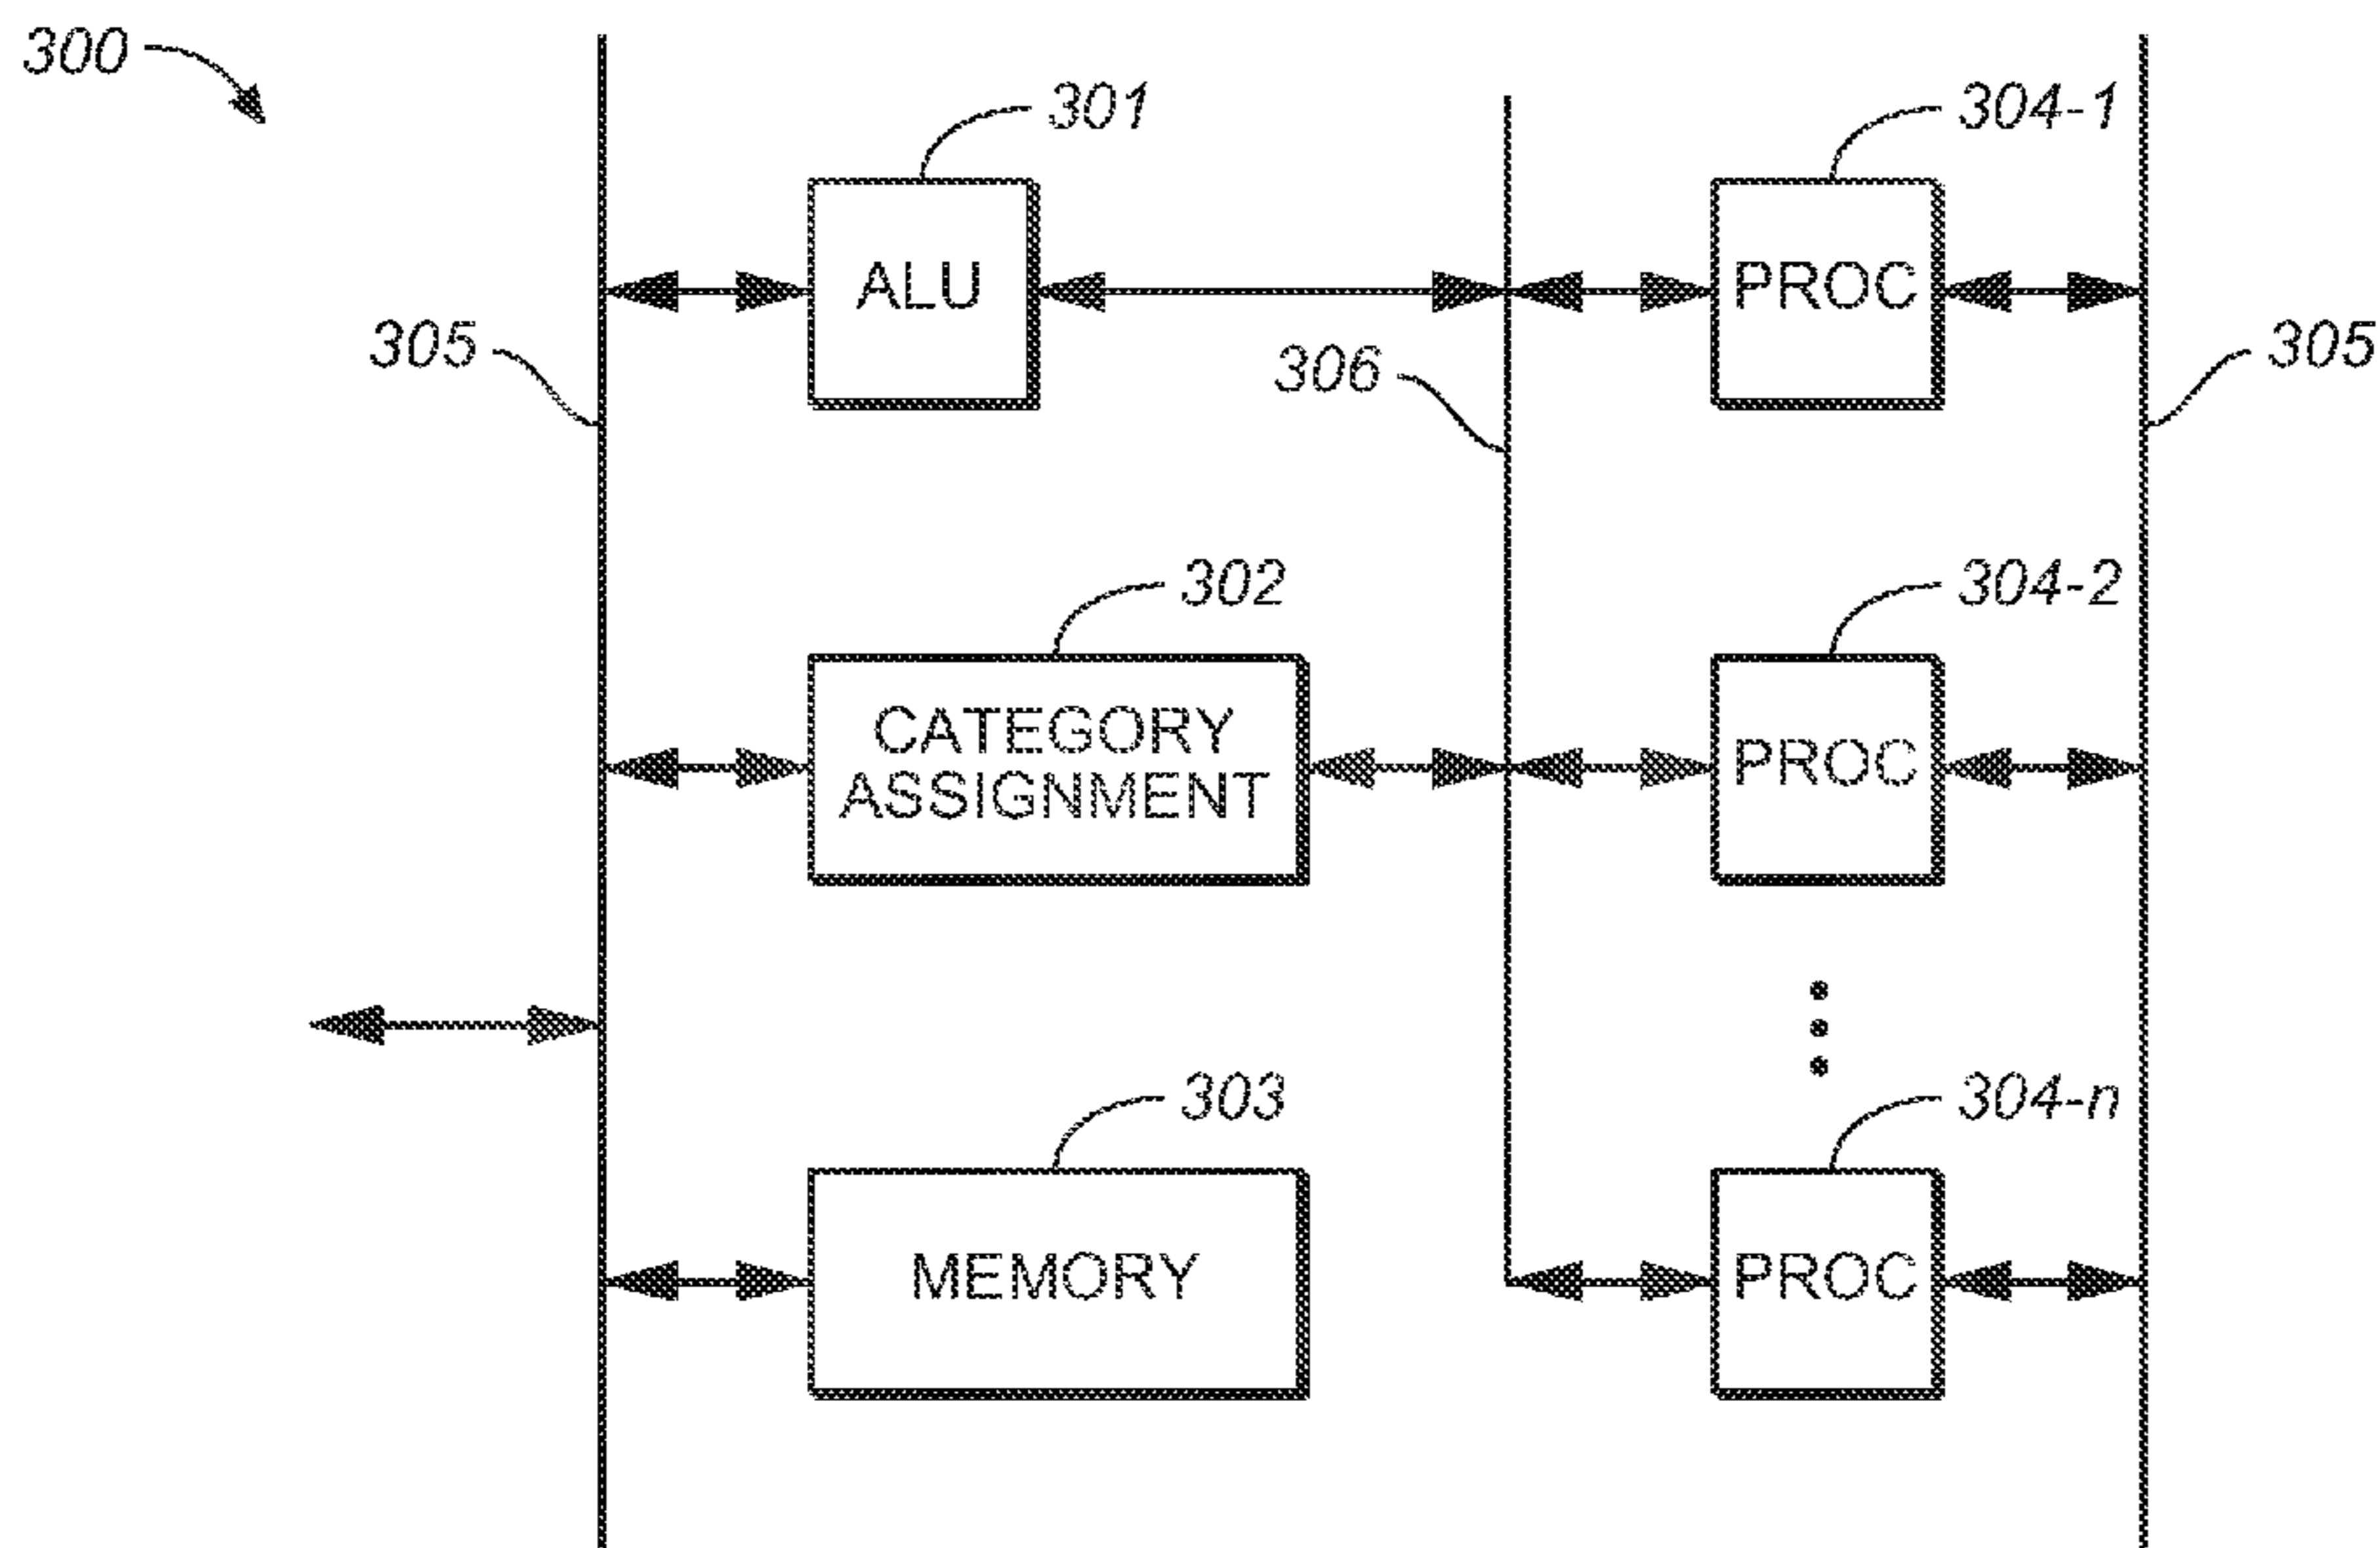 300
301
304-1
ALU
PROC
305
306
305
302
304-2
CATEGORY
ASSIGNMENT
PROC
303
304-n
MEMORY
PROC